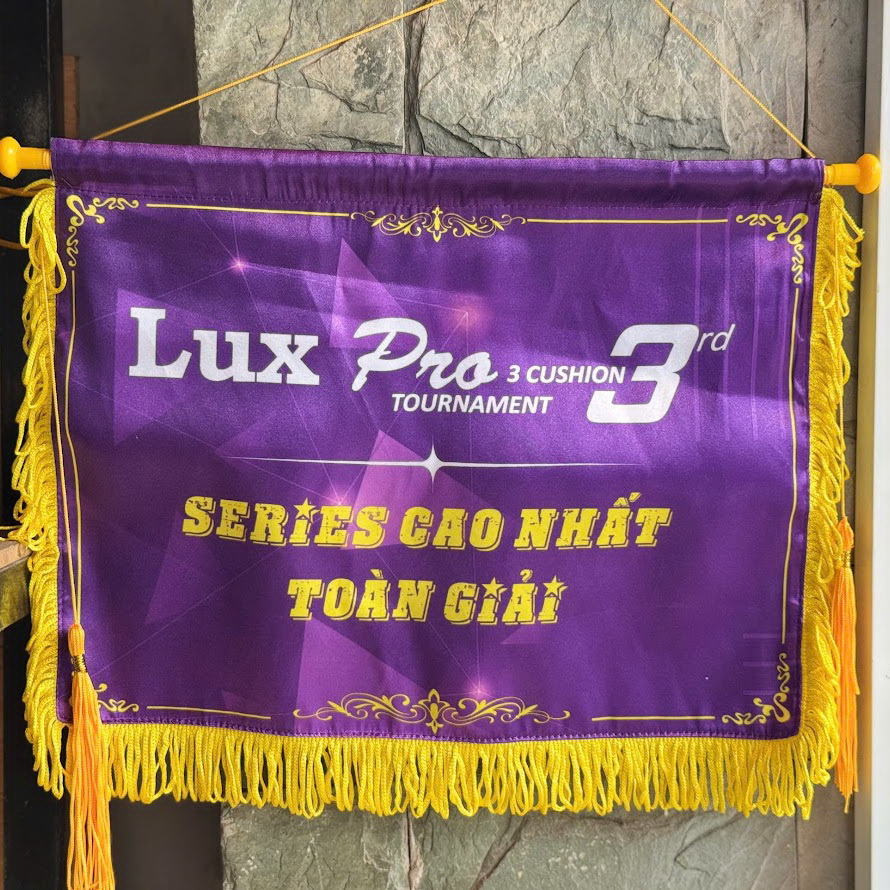 Lux Pro 3 CUSHION 3rd
TOURNAMENT
SERIES CAO NHẤT
TOÀN GIẢI